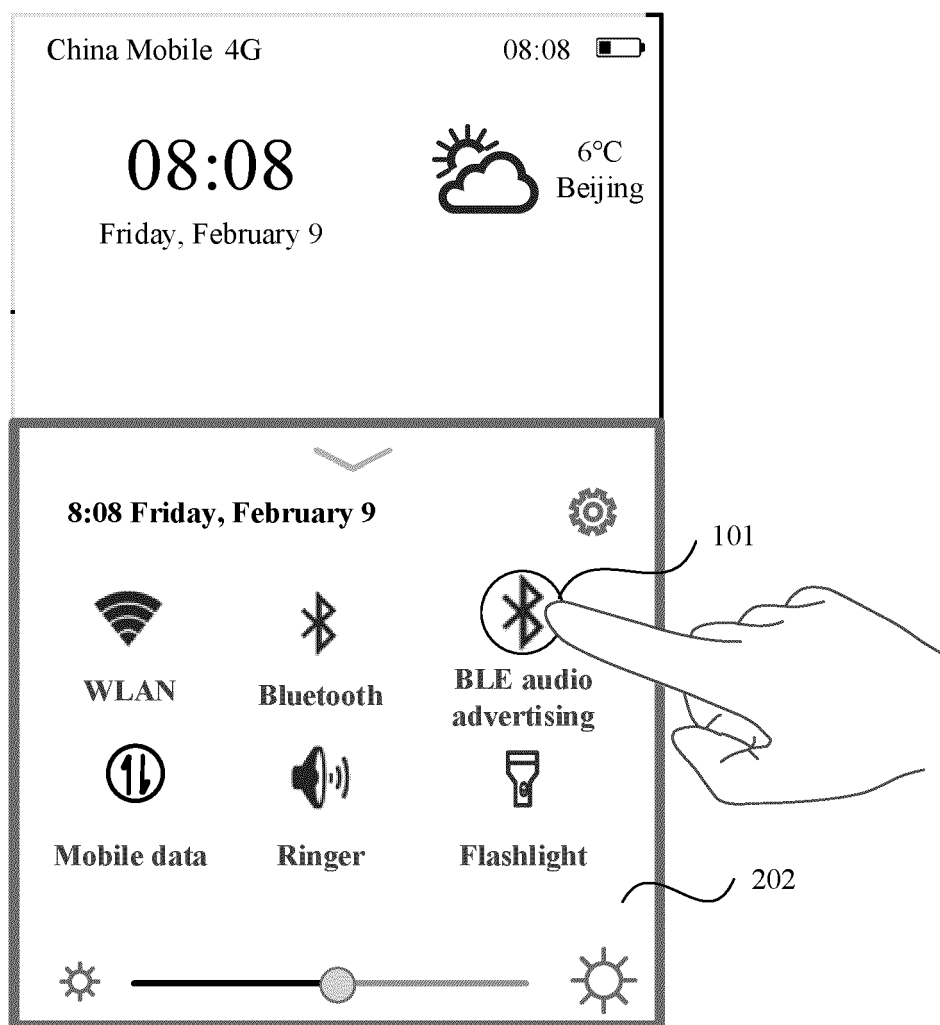 China Mobile 4G 08:08
08:08
6°C
Beijing
Friday, February 9
8:08 Friday, February 9
101
WLAN Bluetooth BLE audio
advertising
Mobile data Ringer Flashlight
202